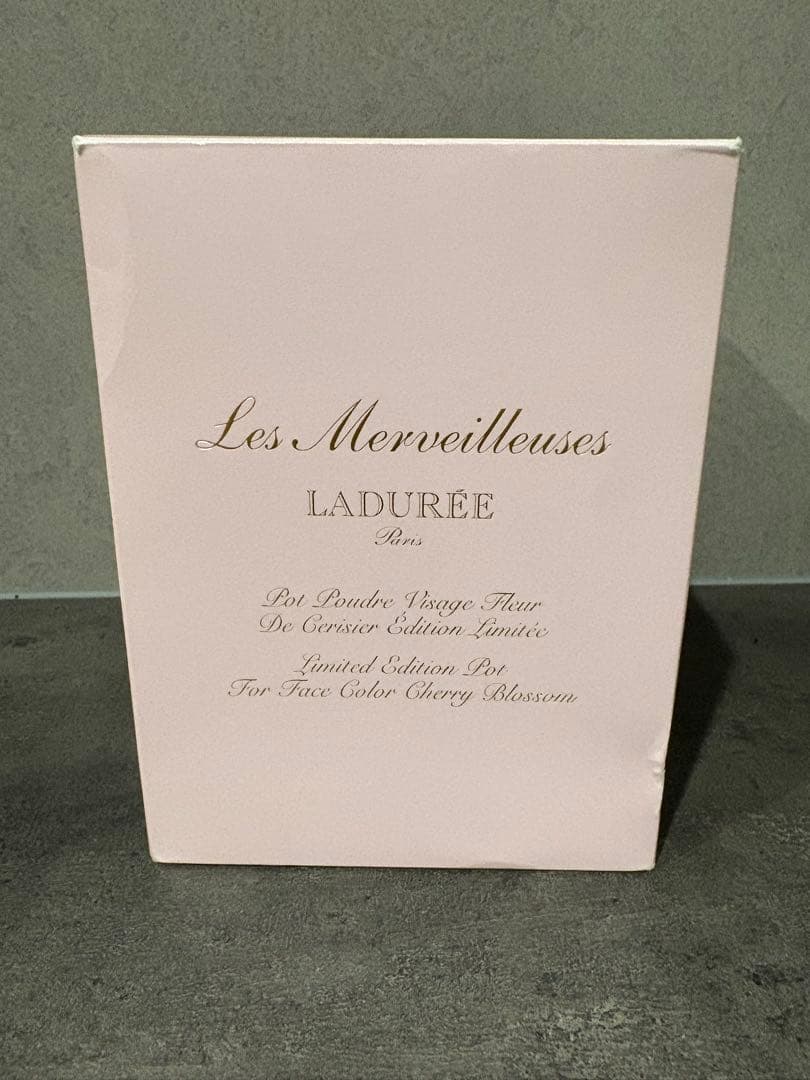 Les Merveilleuses
LADURÉE
Paris
Pot Poudre Visage Fleur
De Cerisier Édition Limitée
Limited Edition Pot
For Face Color Cherry Blossom